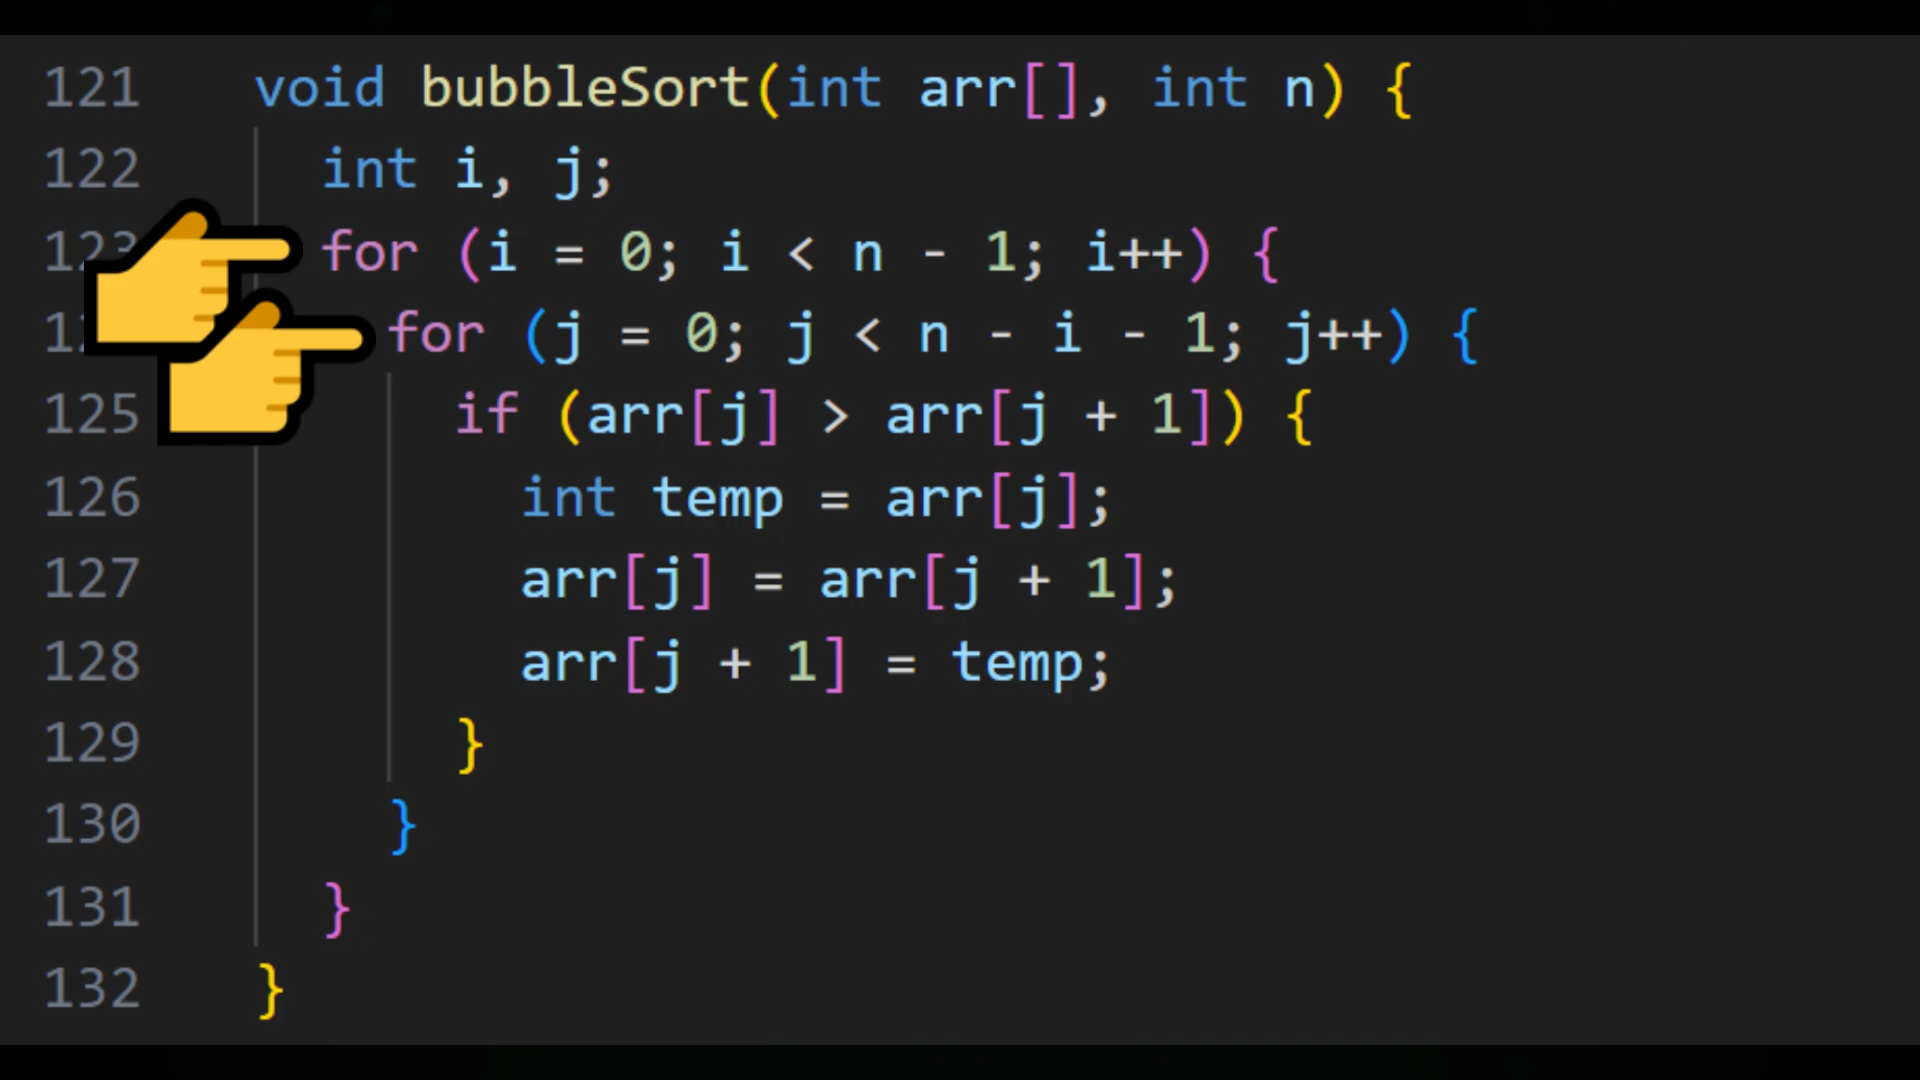 121 void bubbleSort(int arr[], int n) {
122 int i, j;
for (i = 0; i < n - 1; i++) {
for (j = 0; j < n - i - 1; j++) {
125 if (arr[j] > arr[j + 1]) {
126 int temp = arr[j];
127 arr[j] = arr[j + 1];
128 arr[j + 1] = temp;
129 }
130 }
131 }
132 }